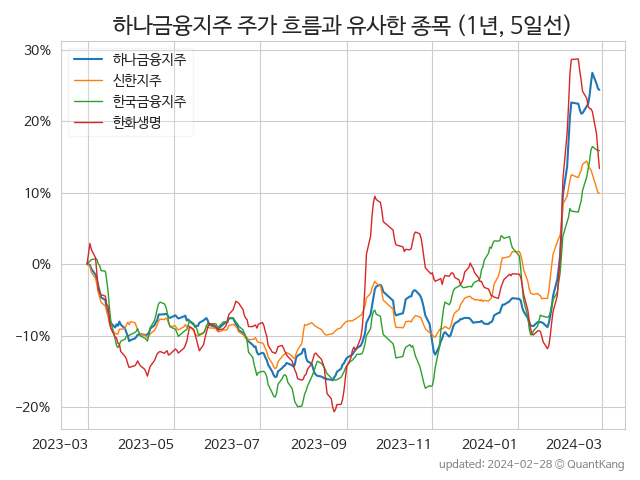 하나금융지주 주가 흐름과 유사한 종목 (1년, 5일선)
하나금융지주
신한지주
한국금융지주
한화생명
30%
20%
10%
0%
−10%
−20%
2023-03 2023-05 2023-07 2023-09 2023-11 2024-01 2024-03
updated: 2024-02-28 © QuantKang